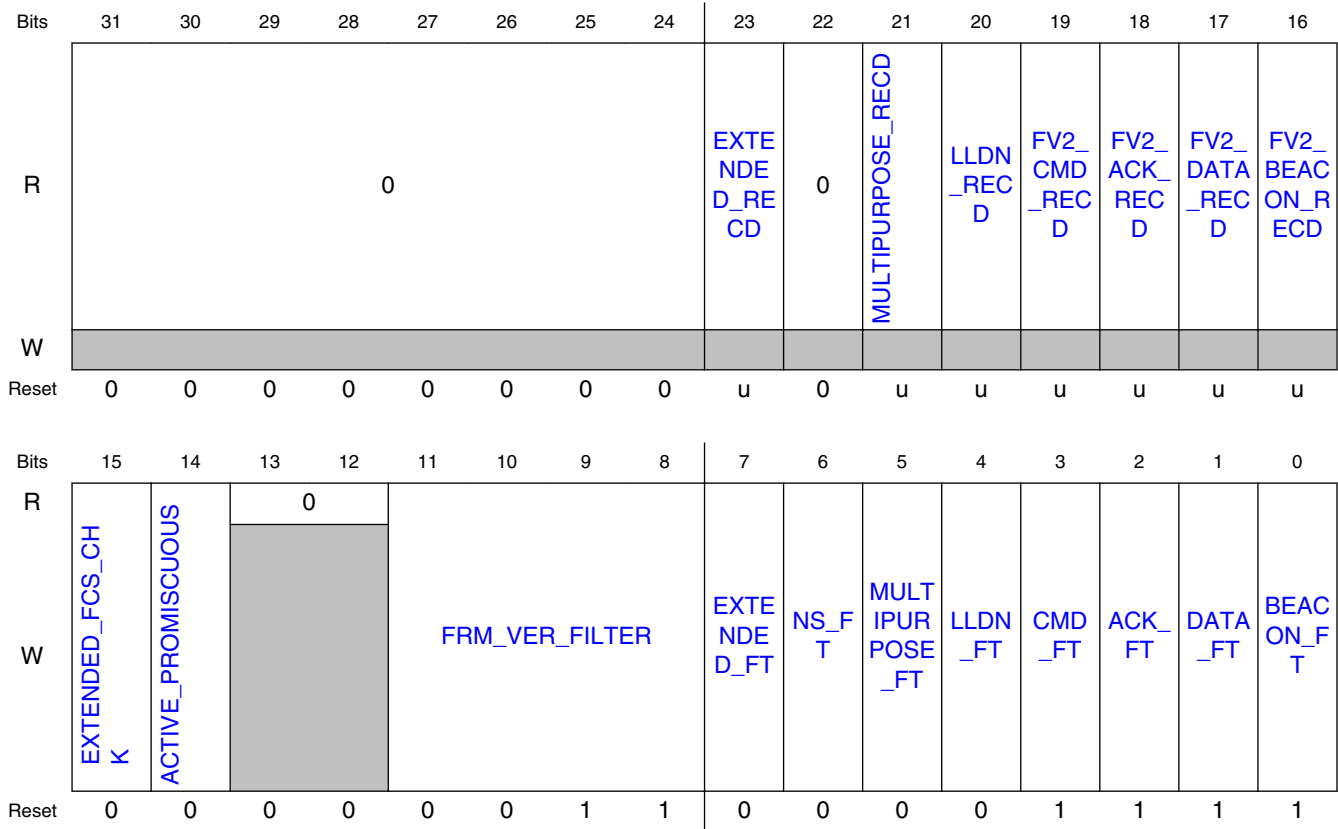 Bits 31 30 29 28 27 26 25 24 23 22 21 20 19 18 17 16
R 0 EXTE
NDE
D_RE
CD 0 MULTIPURPOSE_RECD LLDN
_REC
D FV2_
CMD
_REC
D FV2_
ACK_
REC
D FV2_
DATA
_REC
D FV2_
BEAC
ON_R
ECD
W
Reset 0 0 0 0 0 0 0 0 u 0 u u u u u u
Bits 15 14 13 12 11 10 9 8 7 6 5 4 3 2 1 0
R 0
W EXTENDED_FCS_CH
K ACTIVE_PROMISCUOUS FRM_VER_FILTER EXTE
NDE
D_FT NS_F
T MULT
IPUR
POSE
_FT LLDN
_FT CMD
_FT ACK_
FT DATA
_FT BEAC
ON_F
T
Reset 0 0 0 0 0 0 1 1 0 0 0 0 1 1 1 1